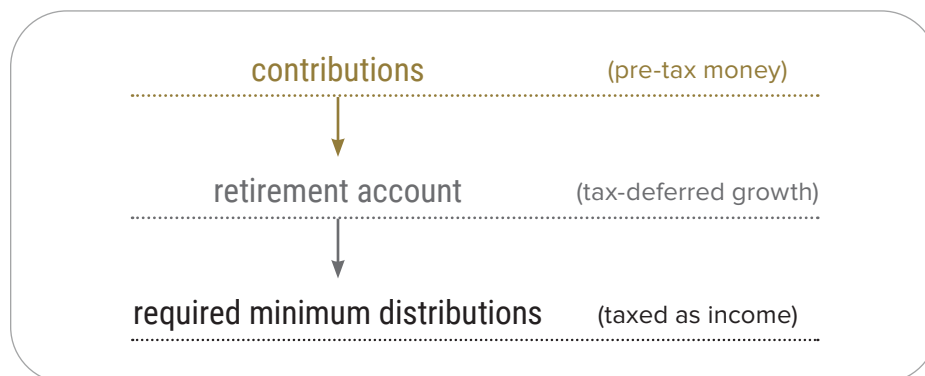 contributions (pre-tax money)
retirement account (tax-deferred growth)
required minimum distributions (taxed as income)